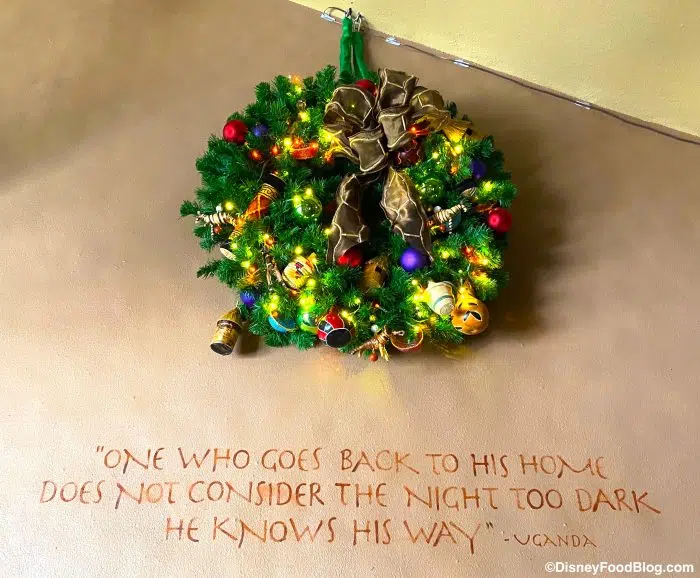 "ONE WHO GOES BACK TO HIS HOME
DOES NOT CONSIDER THE NIGHT TOO DARK
HE KNOWS HIS WAY" -UGANDA
©DisneyFoodBlog.com